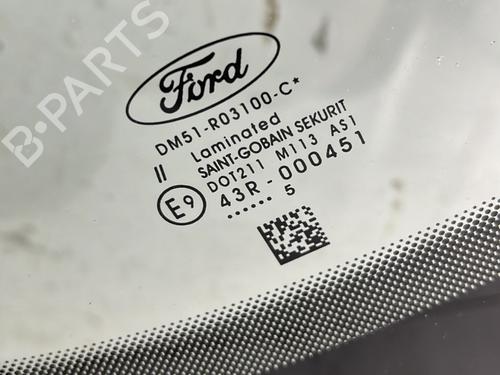 B-PARTS
Ford
DM51-R03100-C*
II Laminated
SAINT-GOBAIN SEKURIT
DOT211 M113 AS1
E9 43R-000451
...... 5